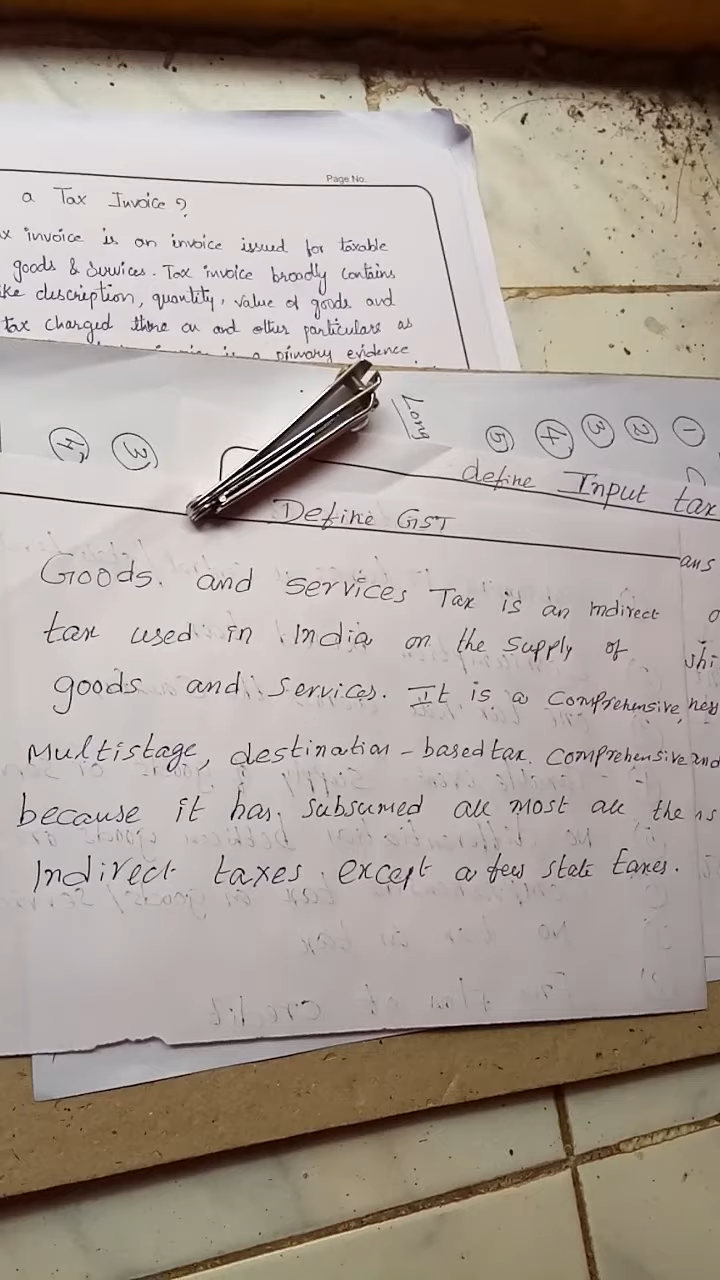 Page No.
a Tax Invoice?
x invoice is an invoice issued for taxable
goods & Services. Tax invoice broadly contains
ike description, quantity, value of goods and
tax charged there on and other particulars as
is a primary evidence
Long
5 4 3 2 1
3
define Input tax
Define GST
ans
Goods. and services Tax is an indirect
tax used in India on the supply of
goods and services. It is a comprehensive,
Multistage, destination - based tax. comprehensive
because it has subsumed all most all the
Indirect taxes except a few state taxes.